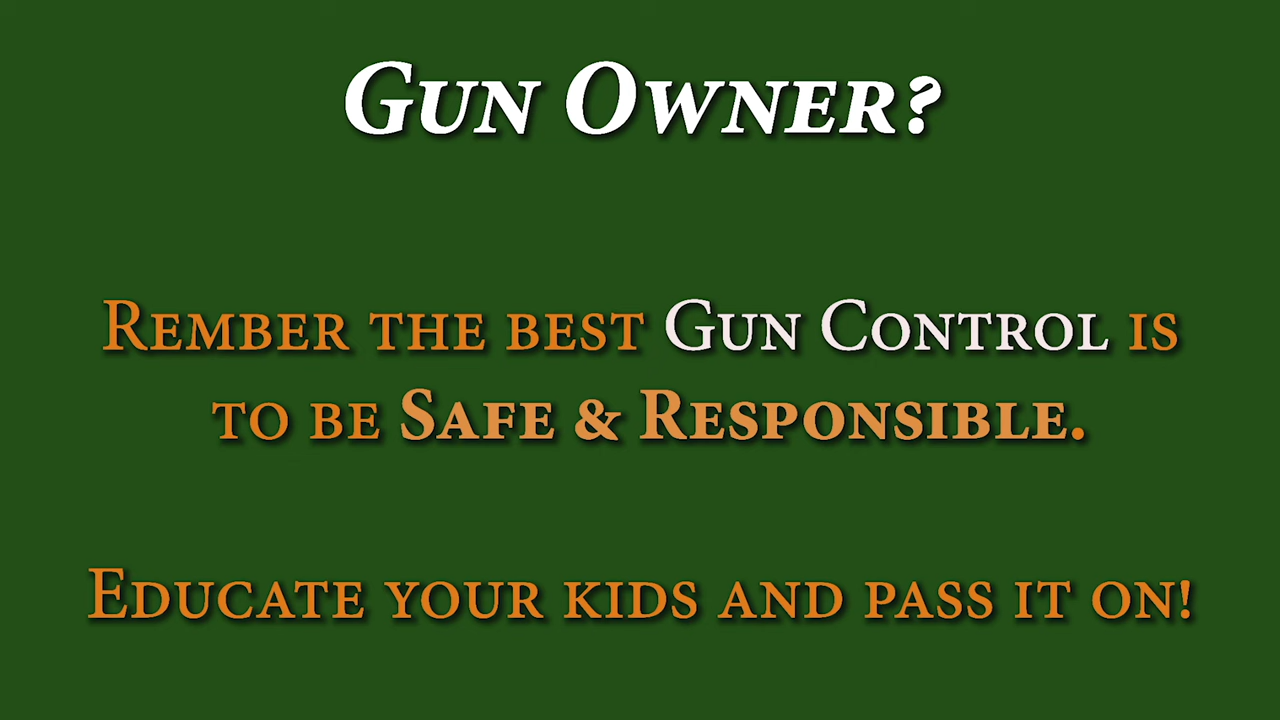 Gun Owner?
Rember the best Gun Control is
to be Safe & Responsible.
Educate your kids and pass it on!